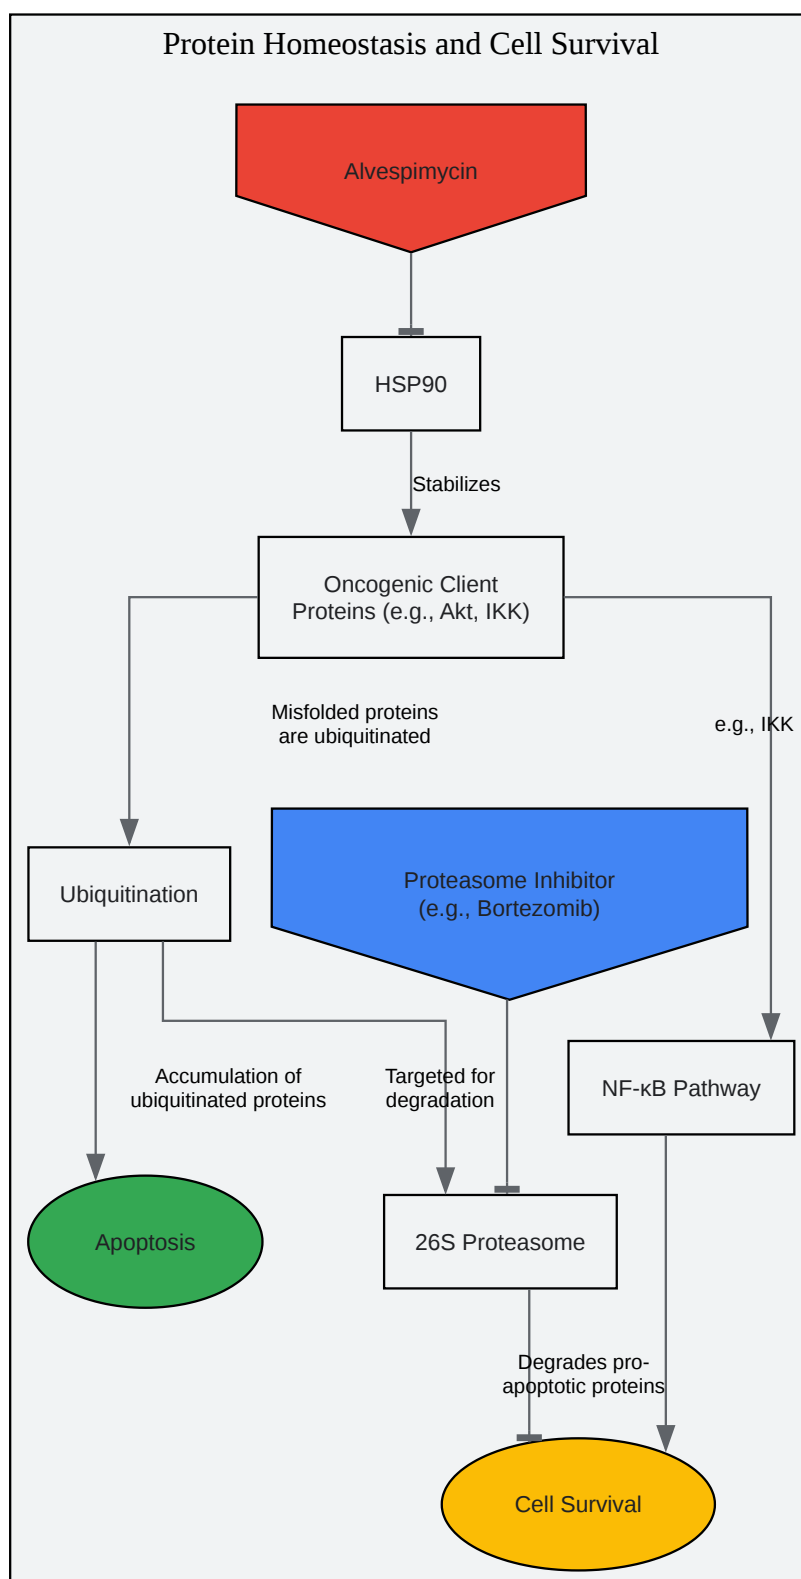 Protein Homeostasis and Cell Survival
Alvespimycin
HSP90
Stabilizes
Oncogenic Client
Proteins (e.g., Akt, IKK)
Misfolded proteins
are ubiquitinated
e.g., IKK
Proteasome Inhibitor
(e.g., Bortezomib)
Ubiquitination
Accumulation of
ubiquitinated proteins
Targeted for
degradation
NF-κB Pathway
Apoptosis
26S Proteasome
Degrades pro-
apoptotic proteins
Cell Survival